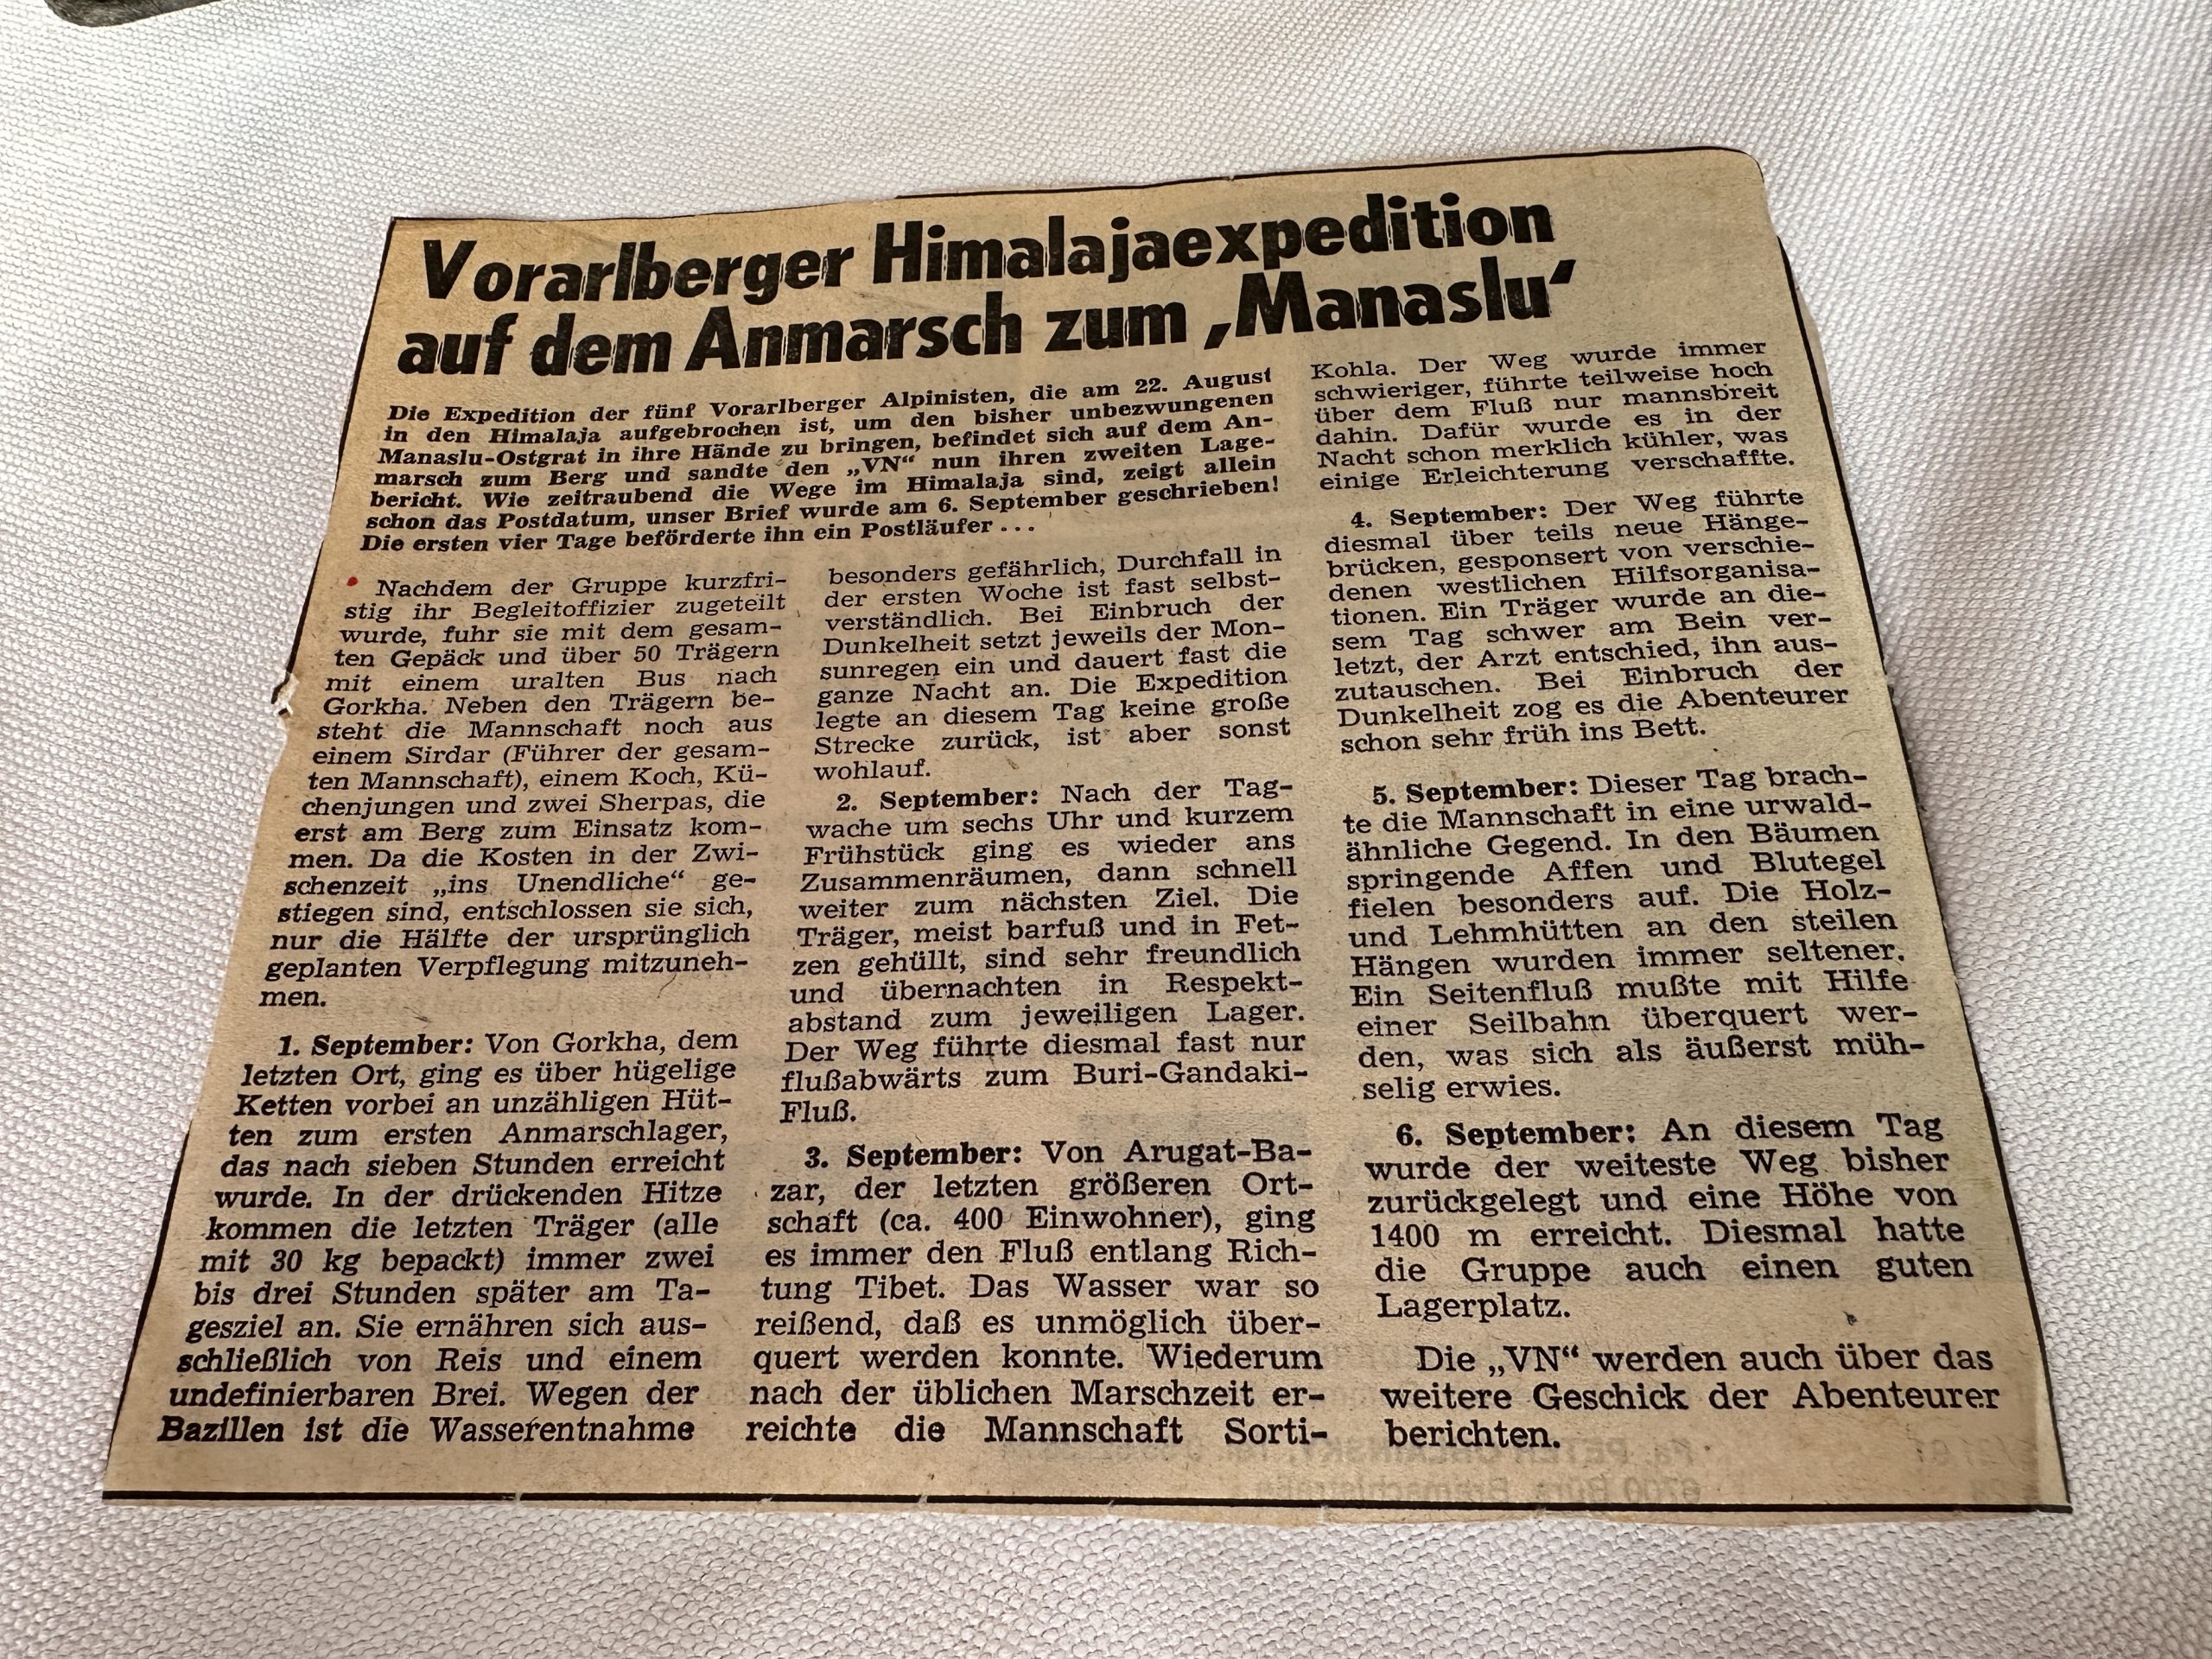 Vorarlberger Himalajaexpedition
auf dem Anmarsch zum ‚Manaslu‘
Die Expedition der fünf Vorarlberger Alpinisten, die am 22. August
in den Himalaja aufgebrochen ist, um den bisher unbezwungenen
Manaslu-Ostgrat in ihre Hände zu bringen, befindet sich auf dem An-
marsch zum Berg und sandte den „VN“ nun ihren zweiten Lage-
bericht. Wie zeitraubend die Wege im Himalaja sind, zeigt allein
schon das Postdatum, unser Brief wurde am 6. September geschrieben!
Die ersten vier Tage beförderte ihn ein Postläufer . . .
Nachdem der Gruppe kurzfri-
stig ihr Begleitoffizier zugeteilt
wurde, fuhr sie mit dem gesam-
ten Gepäck und über 50 Trägern
mit einem uralten Bus nach
Gorkha. Neben den Trägern be-
steht die Mannschaft noch aus
einem Sirdar (Führer der gesam-
ten Mannschaft), einem Koch, Kü-
chenjungen und zwei Sherpas, die
erst am Berg zum Einsatz kom-
men. Da die Kosten in der Zwi-
schenzeit „ins Unendliche“ ge-
stiegen sind, entschlossen sie sich,
nur die Hälfte der ursprünglich
geplanten Verpflegung mitzuneh-
men.
1. September: Von Gorkha, dem
letzten Ort, ging es über hügelige
Ketten vorbei an unzähligen Hüt-
ten zum ersten Anmarschlager,
das nach sieben Stunden erreicht
wurde. In der drückenden Hitze
kommen die letzten Träger (alle
mit 30 kg bepackt) immer zwei
bis drei Stunden später am Ta-
gesziel an. Sie ernähren sich aus-
schließlich von Reis und einem
undefinierbaren Brei. Wegen der
Bazillen ist die Wasserentnahme
besonders gefährlich, Durchfall in
der ersten Woche ist fast selbst-
verständlich. Bei Einbruch der
Dunkelheit setzt jeweils der Mon-
sunregen ein und dauert fast die
ganze Nacht an. Die Expedition
legte an diesem Tag keine große
Strecke zurück, ist aber sonst
wohlauf.
2. September: Nach der Tag-
wache um sechs Uhr und kurzem
Frühstück ging es wieder ans
Zusammenräumen, dann schnell
weiter zum nächsten Ziel. Die
Träger, meist barfuß und in Fet-
zen gehüllt, sind sehr freundlich
und übernachten in Respekt-
abstand zum jeweiligen Lager.
Der Weg führte diesmal fast nur
flußabwärts zum Buri-Gandaki-
Fluß.
3. September: Von Arugat-Ba-
zar, der letzten größeren Ort-
schaft (ca. 400 Einwohner), ging
es immer den Fluß entlang Rich-
tung Tibet. Das Wasser war so
reißend, daß es unmöglich über-
quert werden konnte. Wiederum
nach der üblichen Marschzeit er-
reichte die Mannschaft Sorti-
Kohla. Der Weg wurde immer
schwieriger, führte teilweise hoch
über dem Fluß nur mannsbreit
dahin. Dafür wurde es in der
Nacht schon merklich kühler, was
einige Erleichterung verschaffte.
4. September: Der Weg führte
diesmal über teils neue Hänge-
brücken, gesponsert von verschie-
denen westlichen Hilfsorganisa-
tionen. Ein Träger wurde an die-
sem Tag schwer am Bein ver-
letzt, der Arzt entschied, ihn aus-
zutauschen. Bei Einbruch der
Dunkelheit zog es die Abenteurer
schon sehr früh ins Bett.
5. September: Dieser Tag brach-
te die Mannschaft in eine urwald-
ähnliche Gegend. In den Bäumen
springende Affen und Blutegel
fielen besonders auf. Die Holz-
und Lehmhütten an den steilen
Hängen wurden immer seltener.
Ein Seitenfluß mußte mit Hilfe
einer Seilbahn überquert wer-
den, was sich als äußerst müh-
selig erwies.
6. September: An diesem Tag
wurde der weiteste Weg bisher
zurückgelegt und eine Höhe von
1400 m erreicht. Diesmal hatte
die Gruppe auch einen guten
Lagerplatz.
Die „VN“ werden auch über das
weitere Geschick der Abenteurer
berichten.